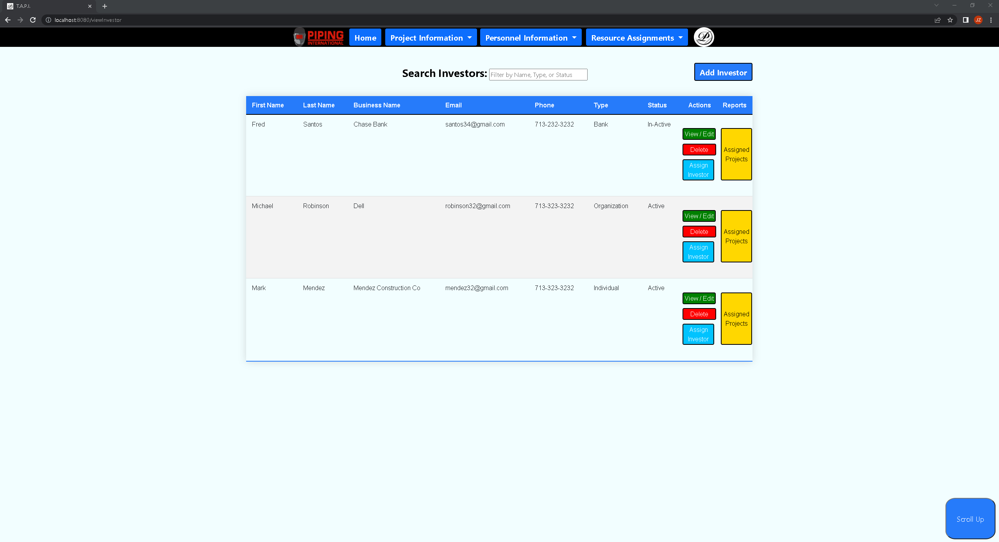 T.A.P.I.
localhost:8080/viewInvestor
JZ
PIPING
INTERNATIONAL
Home
Project Information
Personnel Information
Resource Assignments
Search Investors:
Filter by Name, Type, or Status
Add Investor
First Name Last Name Business Name Email Phone Type Status Actions Reports
Fred Santos Chase Bank santos34@gmail.com 713-232-3232 Bank In-Active
View / Edit
Delete
Assign
Investor
Assigned
Projects
Michael Robinson Dell robinson32@gmail.com 713-323-3232 Organization Active
View / Edit
Delete
Assign
Investor
Assigned
Projects
Mark Mendez Mendez Construction Co mendez32@gmail.com 713-323-3232 Individual Active
View / Edit
Delete
Assign
Investor
Assigned
Projects
Scroll Up